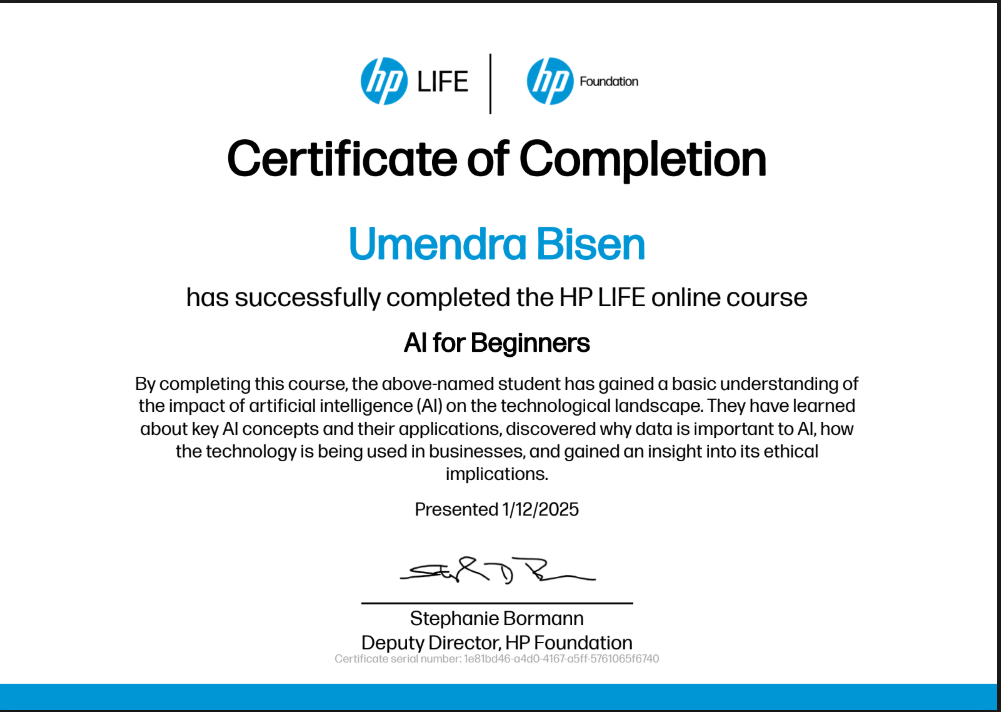 hp LIFE | hp Foundation
Certificate of Completion
Umendra Bisen
has successfully completed the HP LIFE online course
AI for Beginners
By completing this course, the above-named student has gained a basic understanding of
the impact of artificial intelligence (AI) on the technological landscape. They have learned
about key AI concepts and their applications, discovered why data is important to AI, how
the technology is being used in businesses, and gained an insight into its ethical
implications.
Presented 1/12/2025
Stephanie Bormann
Deputy Director, HP Foundation
Certificate serial number: 1e81bd46-a4d0-4167-a5ff-5761065f6740